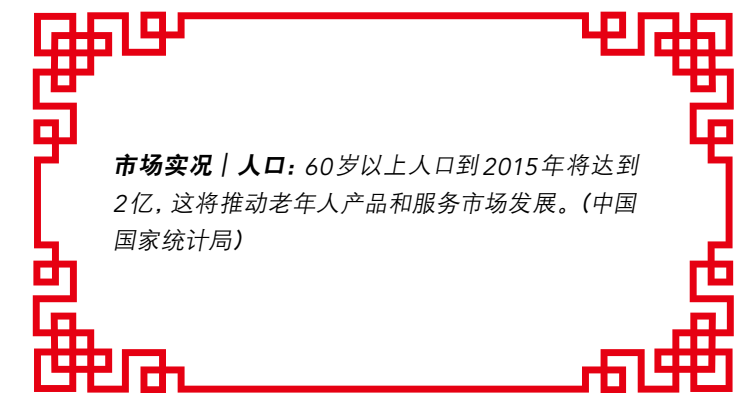 市场实况｜人口: 60岁以上人口到2015年将达到
2亿, 这将推动老年人产品和服务市场发展。(中国
国家统计局)